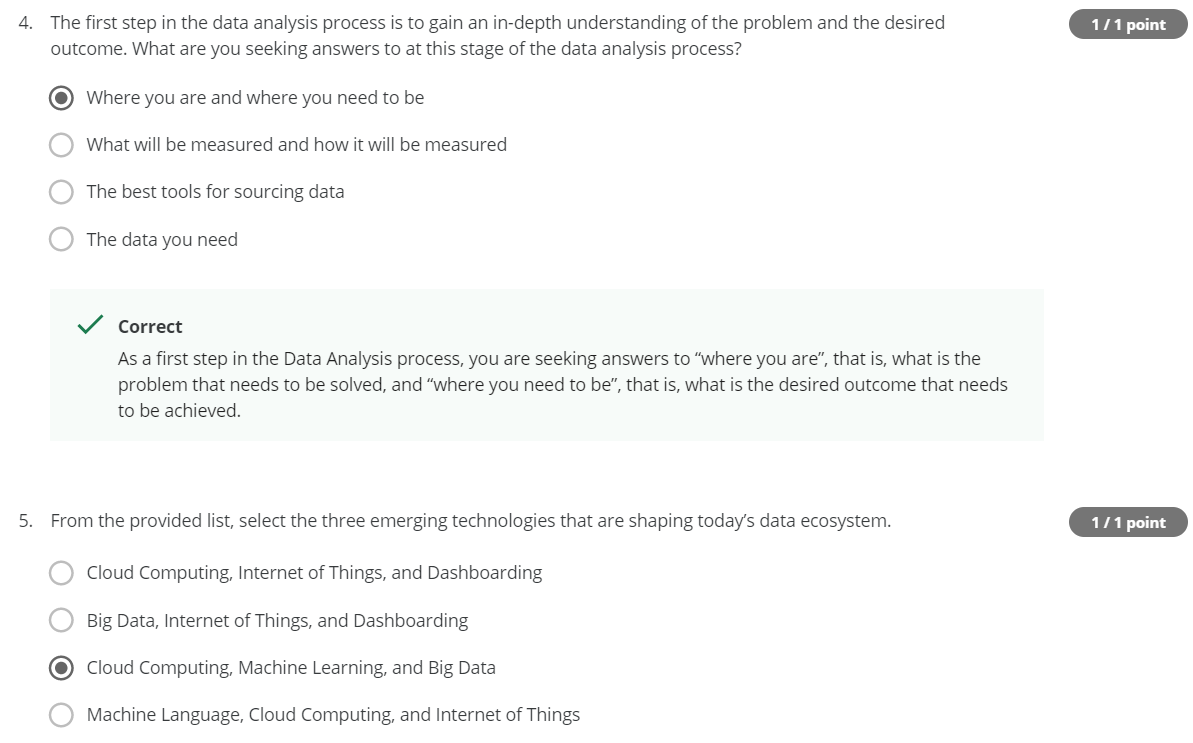 4. The first step in the data analysis process is to gain an in-depth understanding of the problem and the desired
1 / 1 point
outcome. What are you seeking answers to at this stage of the data analysis process?
Where you are and where you need to be
What will be measured and how it will be measured
The best tools for sourcing data
The data you need
Correct
As a first step in the Data Analysis process, you are seeking answers to “where you are”, that is, what is the
problem that needs to be solved, and “where you need to be”, that is, what is the desired outcome that needs
to be achieved.
5. From the provided list, select the three emerging technologies that are shaping today’s data ecosystem.
1 / 1 point
Cloud Computing, Internet of Things, and Dashboarding
Big Data, Internet of Things, and Dashboarding
Cloud Computing, Machine Learning, and Big Data
Machine Language, Cloud Computing, and Internet of Things